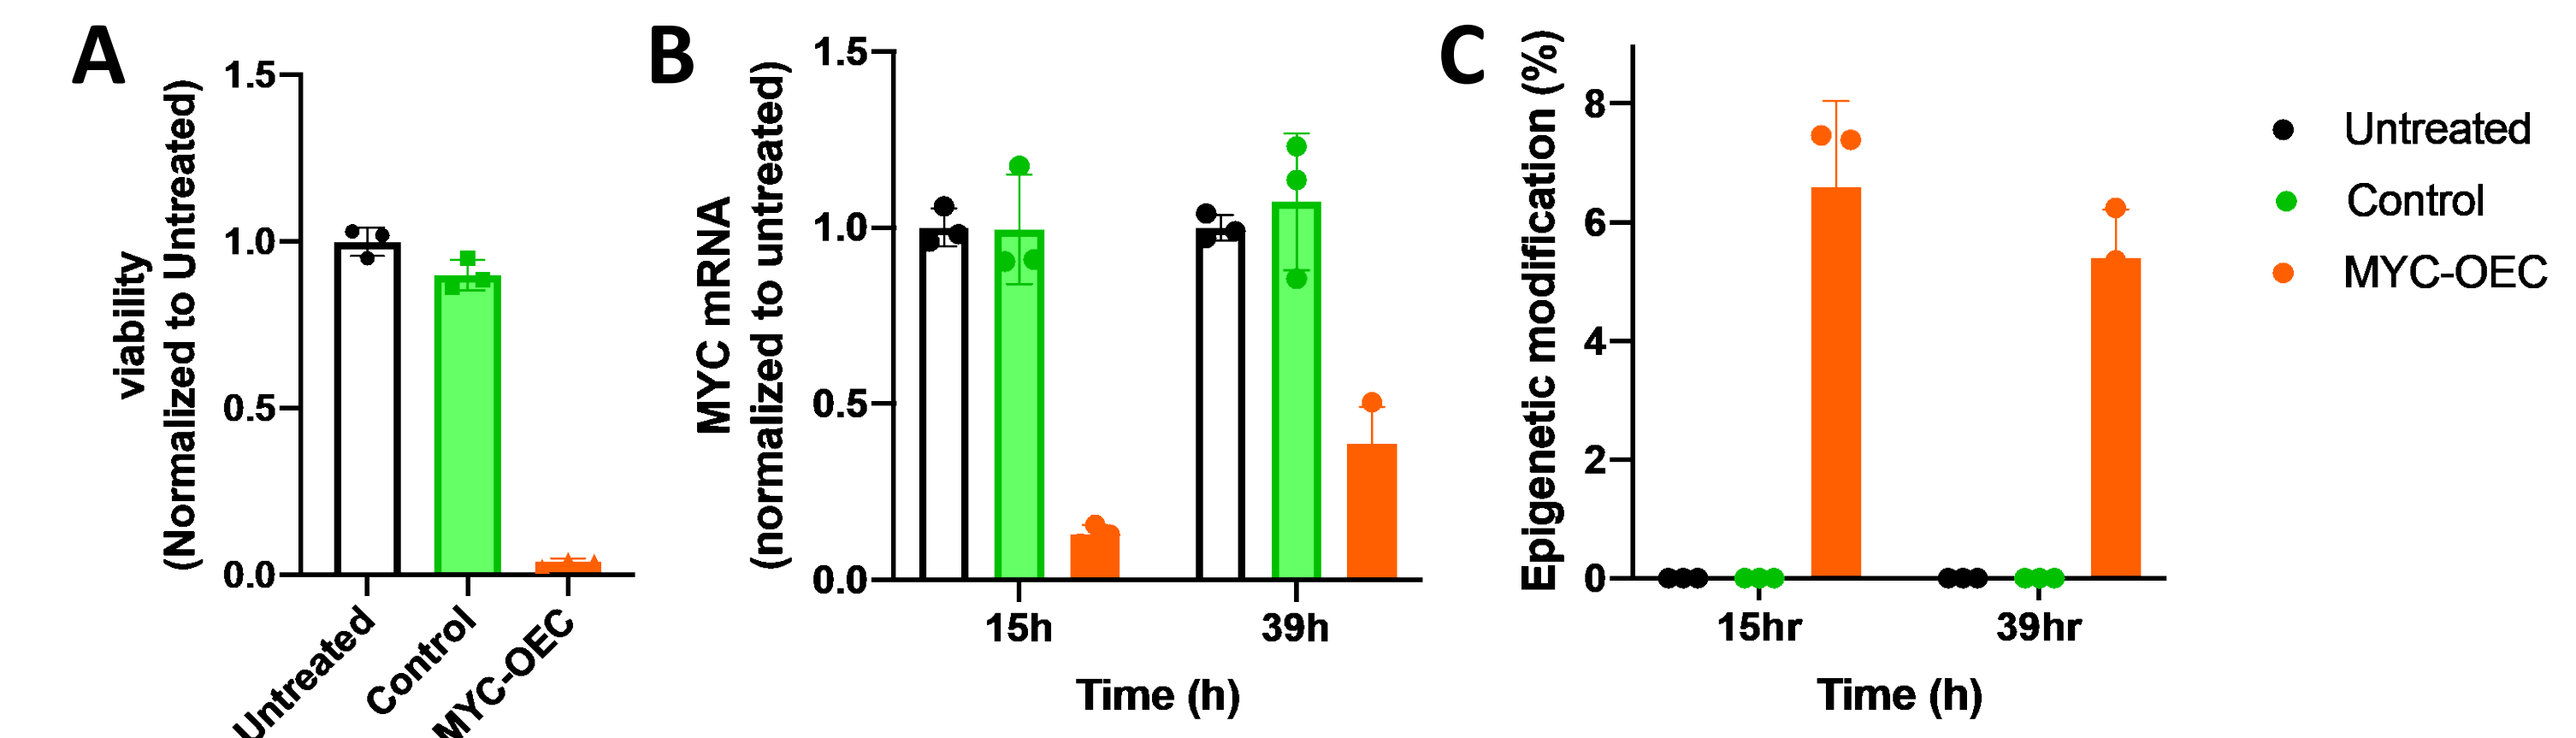 A
viability
(Normalized to Untreated)
1.5
1.0
0.5
0.0
Untreated
Control
MYC-OEC
B
MYC mRNA
(normalized to untreated)
1.5
1.0
0.5
0.0
15h
39h
Time (h)
C
Epigenetic modification (%)
8
6
4
2
0
15hr
39hr
Time (h)
Untreated
Control
MYC-OEC